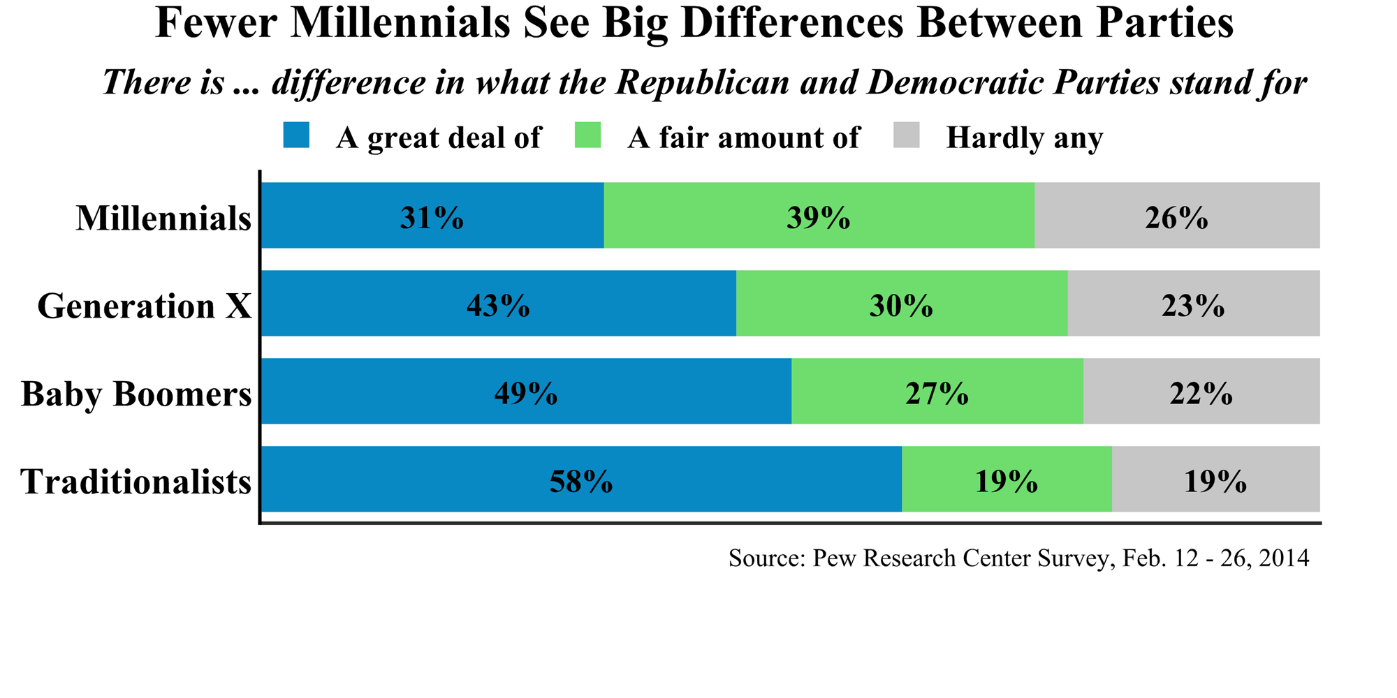 Fewer Millennials See Big Differences Between Parties
There is ... difference in what the Republican and Democratic Parties stand for
A great deal of A fair amount of Hardly any
Millennials 31% 39% 26%
Generation X 43% 30% 23%
Baby Boomers 49% 27% 22%
Traditionalists 58% 19% 19%
Source: Pew Research Center Survey, Feb. 12 - 26, 2014